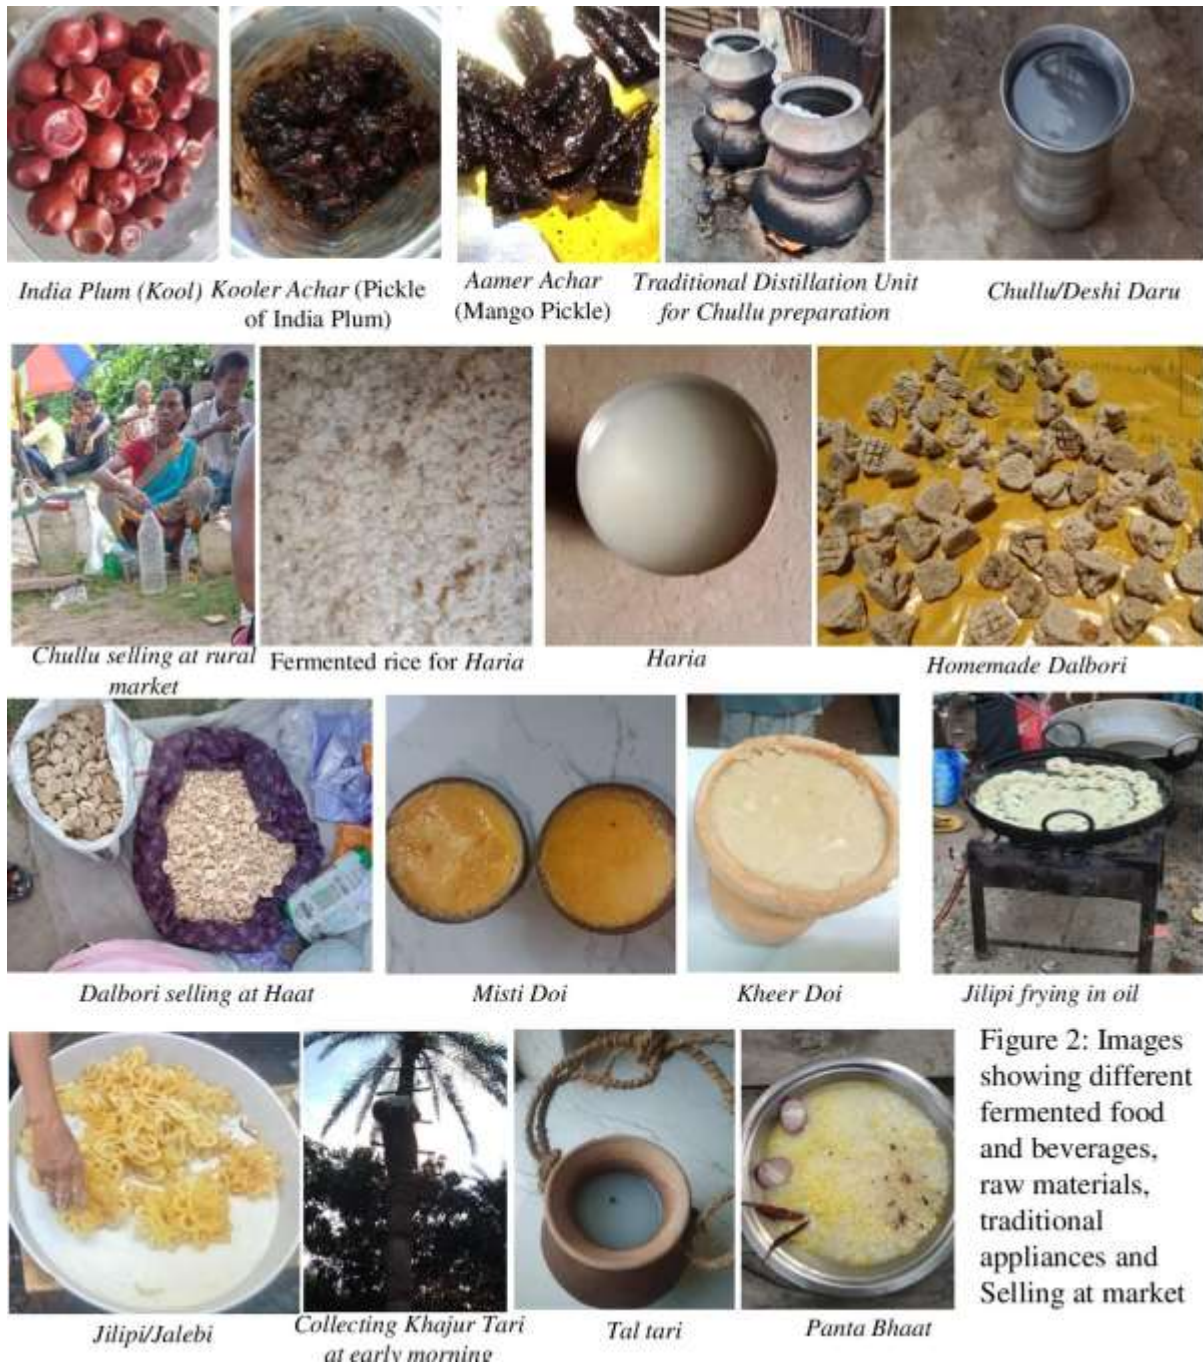 India Plum (Kool)
Kooler Achar (Pickle
of India Plum)
Aamer Achar
(Mango Pickle)
Traditional Distillation Unit
for Chullu preparation
Chullu/Deshi Daru
Chullu selling at rural
market
Fermented rice for Haria
Haria
Homemade Dalbori
Dalbori selling at Haat
Misti Doi
Kheer Doi
Jilipi frying in oil
Jilipi/Jalebi
Collecting Khajur Tari
at early morning
Tal tari
Panta Bhaat
Figure 2: Images
showing different
fermented food
and beverages,
raw materials,
traditional
appliances and
Selling at market